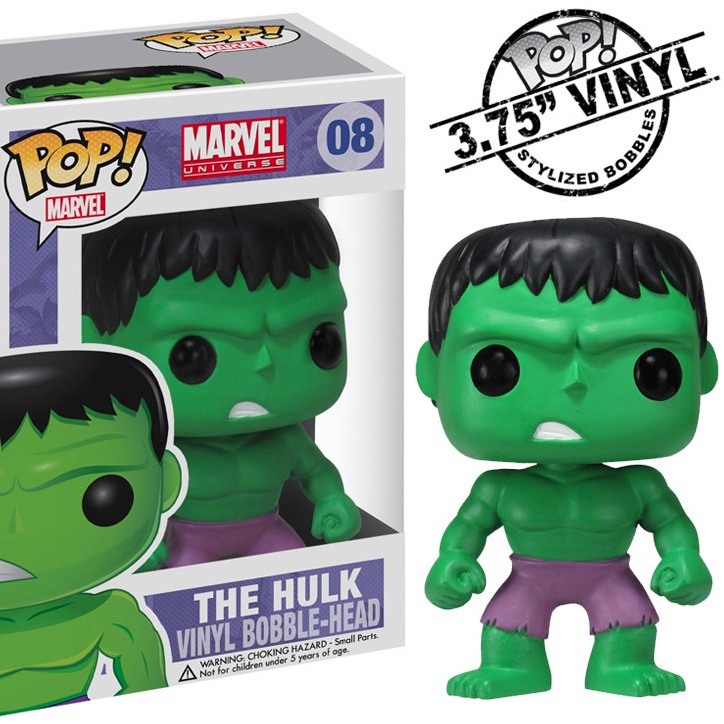 POP!
MARVEL
POP!
MARVEL
MARVEL
UNIVERSE
08
THE HULK
VINYL BOBBLE-HEAD
WARNING: CHOKING HAZARD - Small Parts.
Not for children under 5 years of age.
POP!
3.75” VINYL
STYLIZED BOBBLES